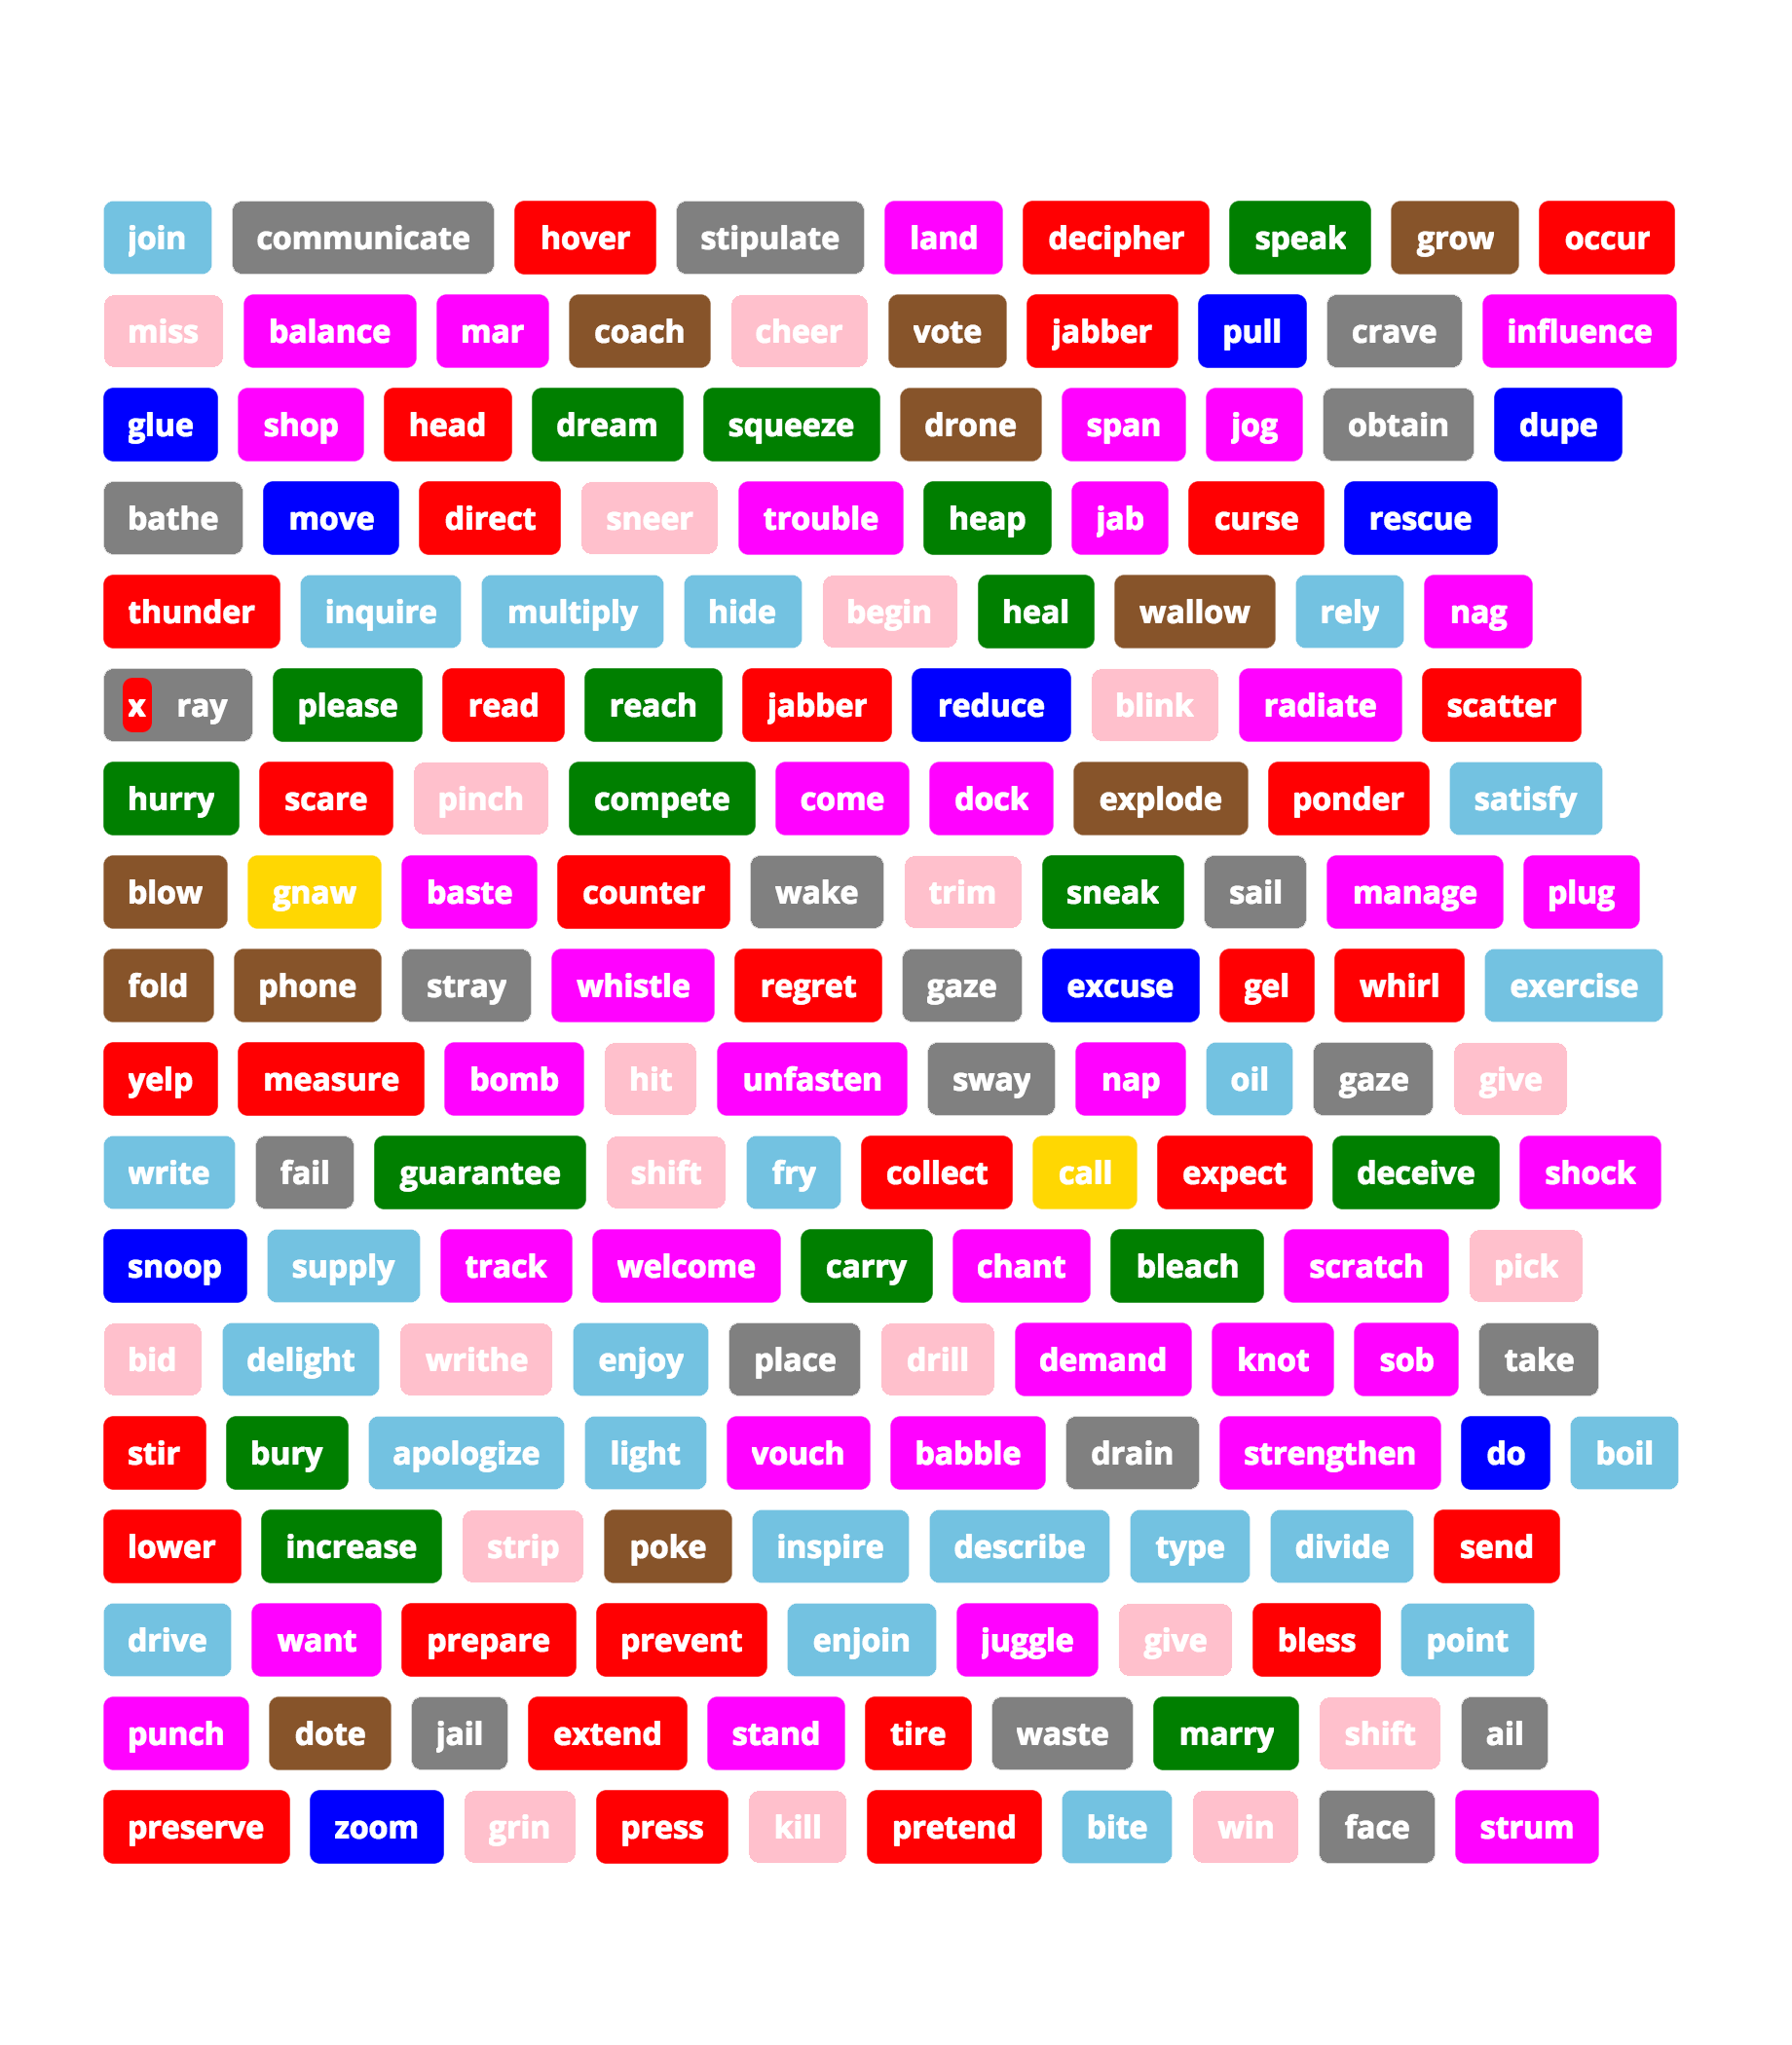 join communicate hover stipulate land decipher speak grow occur
miss balance mar coach cheer vote jabber pull crave influence
glue shop head dream squeeze drone span jog obtain dupe
bathe move direct sneer trouble heap jab curse rescue
thunder inquire multiply hide begin heal wallow rely nag
x ray please read reach jabber reduce blink radiate scatter
hurry scare pinch compete come dock explode ponder satisfy
blow gnaw baste counter wake trim sneak sail manage plug
fold phone stray whistle regret gaze excuse gel whirl exercise
yelp measure bomb hit unfasten sway nap oil gaze give
write fail guarantee shift fry collect call expect deceive shock
snoop supply track welcome carry chant bleach scratch pick
bid delight writhe enjoy place drill demand knot sob take
stir bury apologize light vouch babble drain strengthen do boil
lower increase strip poke inspire describe type divide send
drive want prepare prevent enjoin juggle give bless point
punch dote jail extend stand tire waste marry shift ail
preserve zoom grin press kill pretend bite win face strum